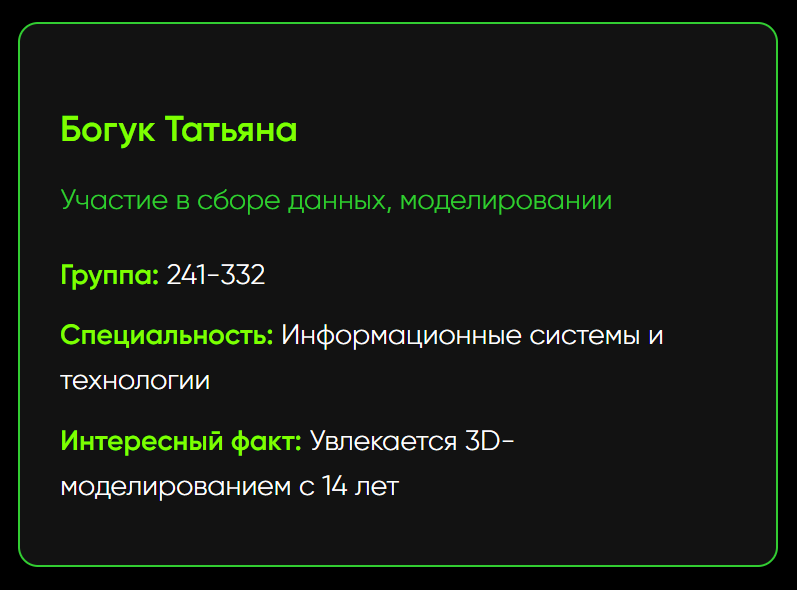 Богук Татьяна
Участие в сборе данных, моделировании
Группа: 241-332
Специальность: Информационные системы и
технологии
Интересный факт: Увлекается 3D-
моделированием с 14 лет